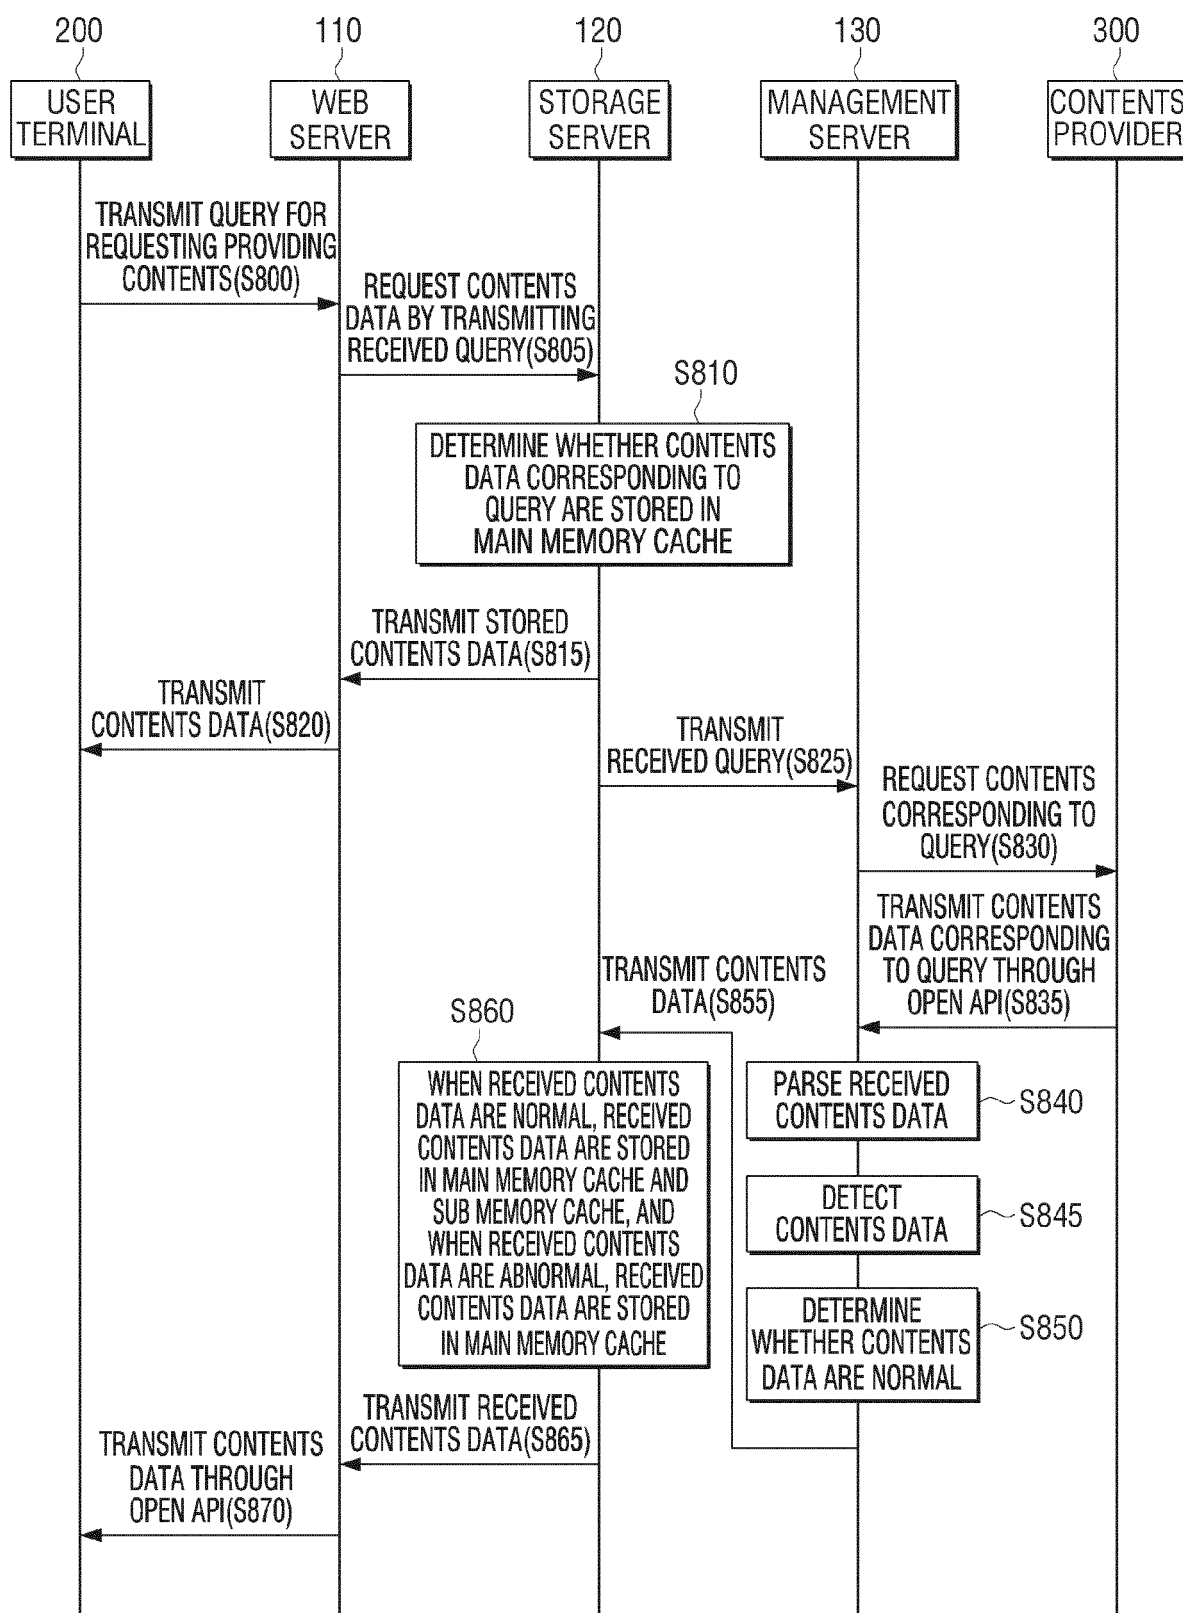 200
110
120
130
300
USER
TERMINAL
WEB
SERVER
STORAGE
SERVER
MANAGEMENT
SERVER
CONTENTS
PROVIDER
TRANSMIT QUERY FOR
REQUESTING PROVIDING
CONTENTS(S800)
REQUEST CONTENTS
DATA BY TRANSMITTING
RECEIVED QUERY(S805)
S810
DETERMINE WHETHER CONTENTS
DATA CORRESPONDING TO
QUERY ARE STORED IN
MAIN MEMORY CACHE
TRANSMIT STORED
CONTENTS DATA(S815)
TRANSMIT
CONTENTS DATA(S820)
TRANSMIT
RECEIVED QUERY(S825)
REQUEST CONTENTS
CORRESPONDING TO
QUERY(S830)
TRANSMIT CONTENTS
DATA CORRESPONDING
TO QUERY THROUGH
OPEN API(S835)
TRANSMIT CONTENTS
DATA(S855)
S860
WHEN RECEIVED CONTENTS
DATA ARE NORMAL, RECEIVED
CONTENTS DATA ARE STORED
IN MAIN MEMORY CACHE AND
SUB MEMORY CACHE, AND
WHEN RECEIVED CONTENTS
DATA ARE ABNORMAL, RECEIVED
CONTENTS DATA ARE STORED
IN MAIN MEMORY CACHE
PARSE RECEIVED
CONTENTS DATA
S840
DETECT
CONTENTS DATA
S845
DETERMINE
WHETHER CONTENTS
DATA ARE NORMAL
S850
TRANSMIT RECEIVED
CONTENTS DATA(S865)
TRANSMIT CONTENTS
DATA THROUGH
OPEN API(S870)